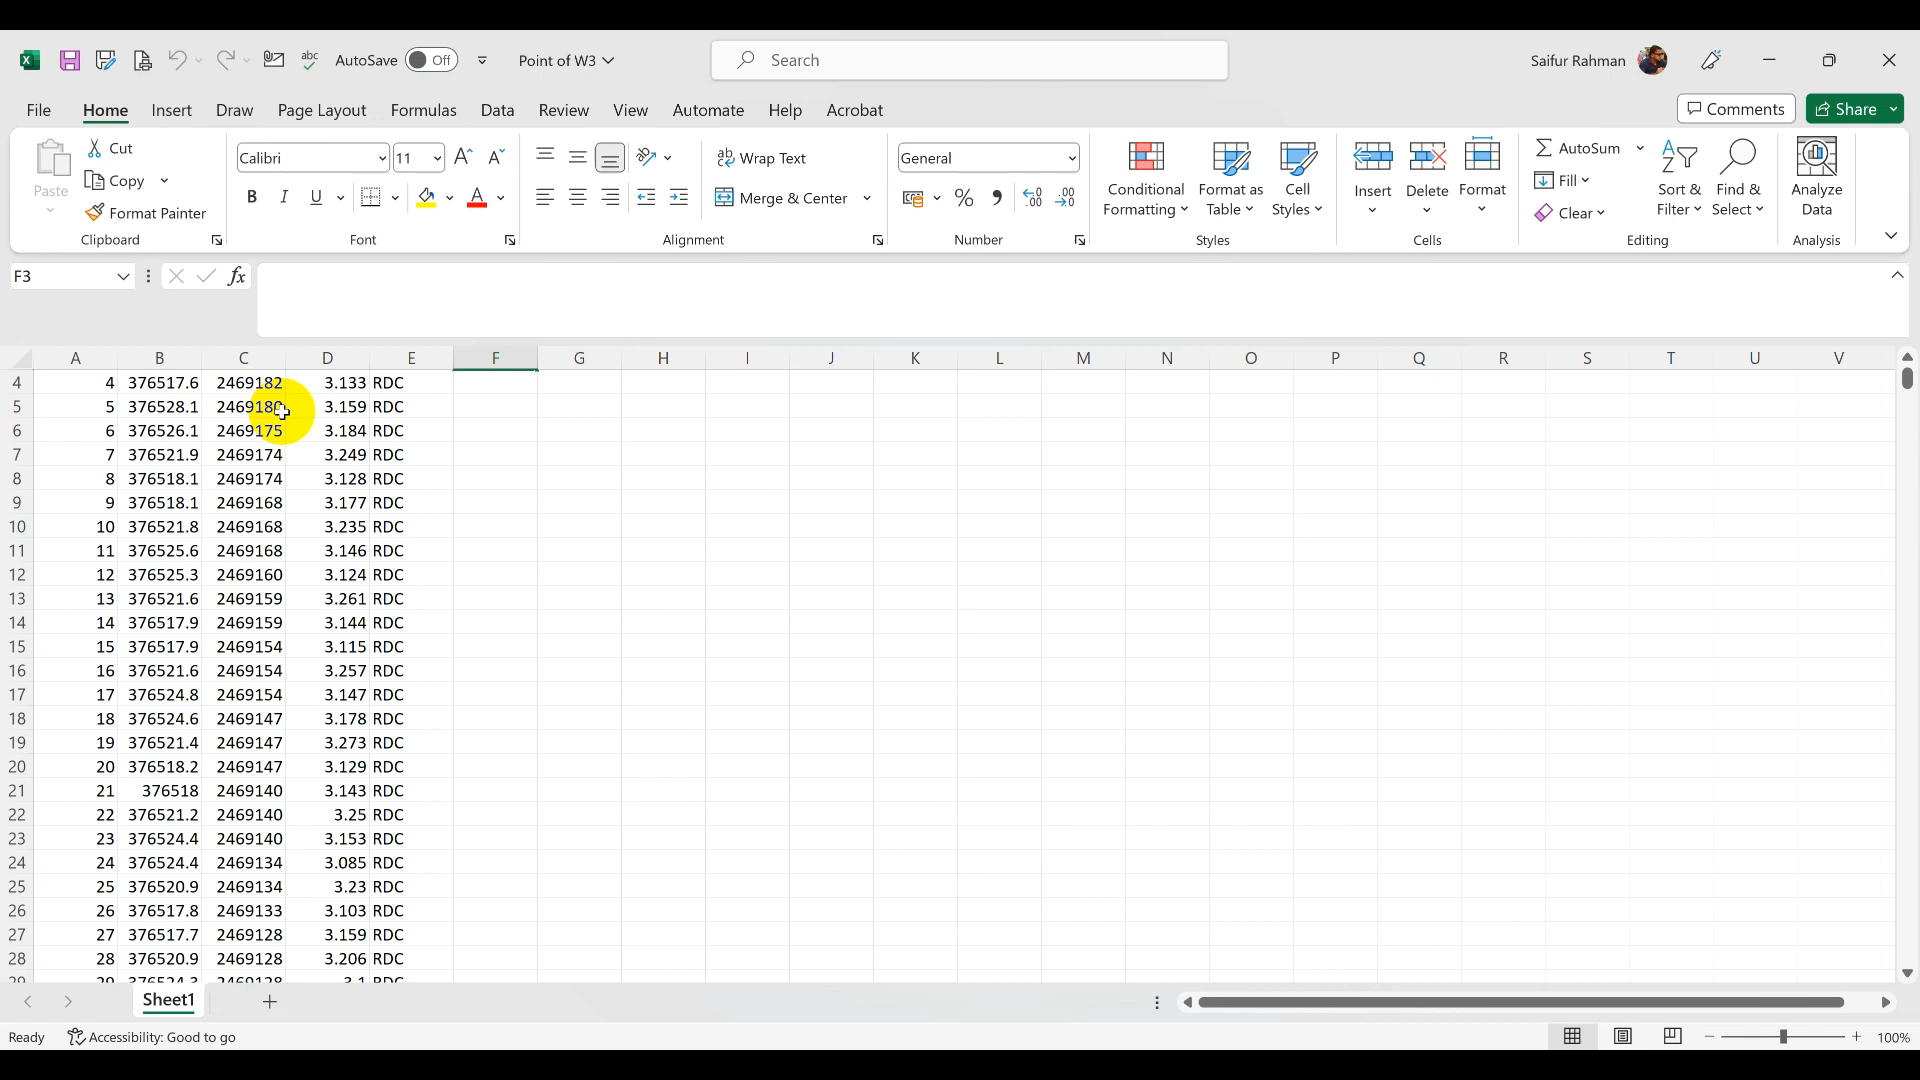 AutoSave Off Point of W3 Search Saifur Rahman
File Home Insert Draw Page Layout Formulas Data Review View Automate Help Acrobat Comments Share
Paste Cut Copy Format Painter Clipboard
Calibri 11 B I U A Font
ab Wrap Text Merge & Center Alignment
General % Number
Conditional Formatting Format as Table Cell Styles Styles
Insert Delete Format Cells
AutoSum Fill Clear Sort & Filter Find & Select Editing
Analyze Data Analysis
F3 fx
A B C D E F G H I J K L M N O P Q R S T U V
4 4 376517.6 2469182 3.133 RDC
5 5 376528.1 3.159 RDC
6 6 376526.1 2469175 3.184 RDC
7 7 376521.9 2469174 3.249 RDC
8 8 376518.1 2469174 3.128 RDC
9 9 376518.1 2469168 3.177 RDC
10 10 376521.8 2469168 3.235 RDC
11 11 376525.6 2469168 3.146 RDC
12 12 376525.3 2469160 3.124 RDC
13 13 376521.6 2469159 3.261 RDC
14 14 376517.9 2469159 3.144 RDC
15 15 376517.9 2469154 3.115 RDC
16 16 376521.6 2469154 3.257 RDC
17 17 376524.8 2469154 3.147 RDC
18 18 376524.6 2469147 3.178 RDC
19 19 376521.4 2469147 3.273 RDC
20 20 376518.2 2469147 3.129 RDC
21 21 376518 2469140 3.143 RDC
22 22 376521.2 2469140 3.25 RDC
23 23 376524.4 2469140 3.153 RDC
24 24 376524.4 2469134 3.085 RDC
25 25 376520.9 2469134 3.23 RDC
26 26 376517.8 2469133 3.103 RDC
27 27 376517.7 2469128 3.159 RDC
28 28 376520.9 2469128 3.206 RDC
29 29 376524.3 2469128 3.1 RDC
Sheet1
Ready Accessibility: Good to go 100%